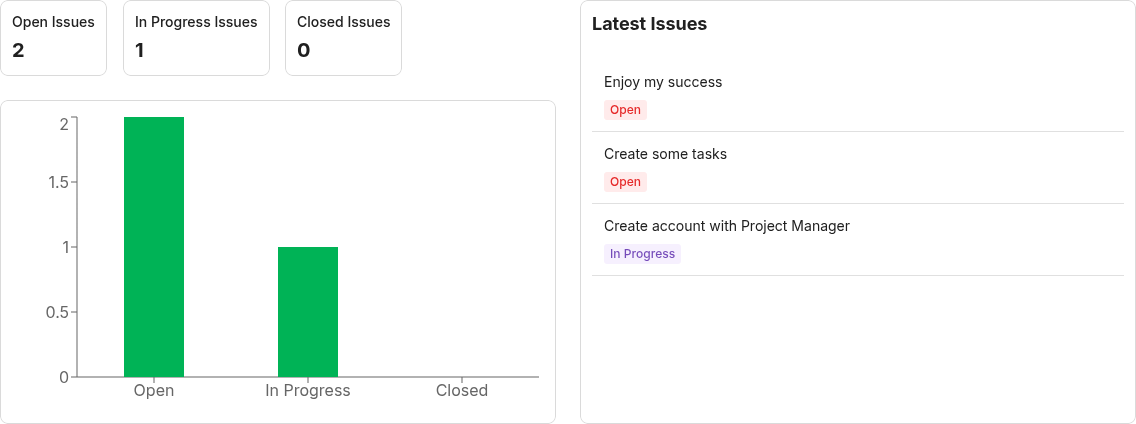 Open Issues
2
In Progress Issues
1
Closed Issues
0
2
1.5
1
0.5
0
Open
In Progress
Closed
Latest Issues
Enjoy my success
Open
Create some tasks
Open
Create account with Project Manager
In Progress